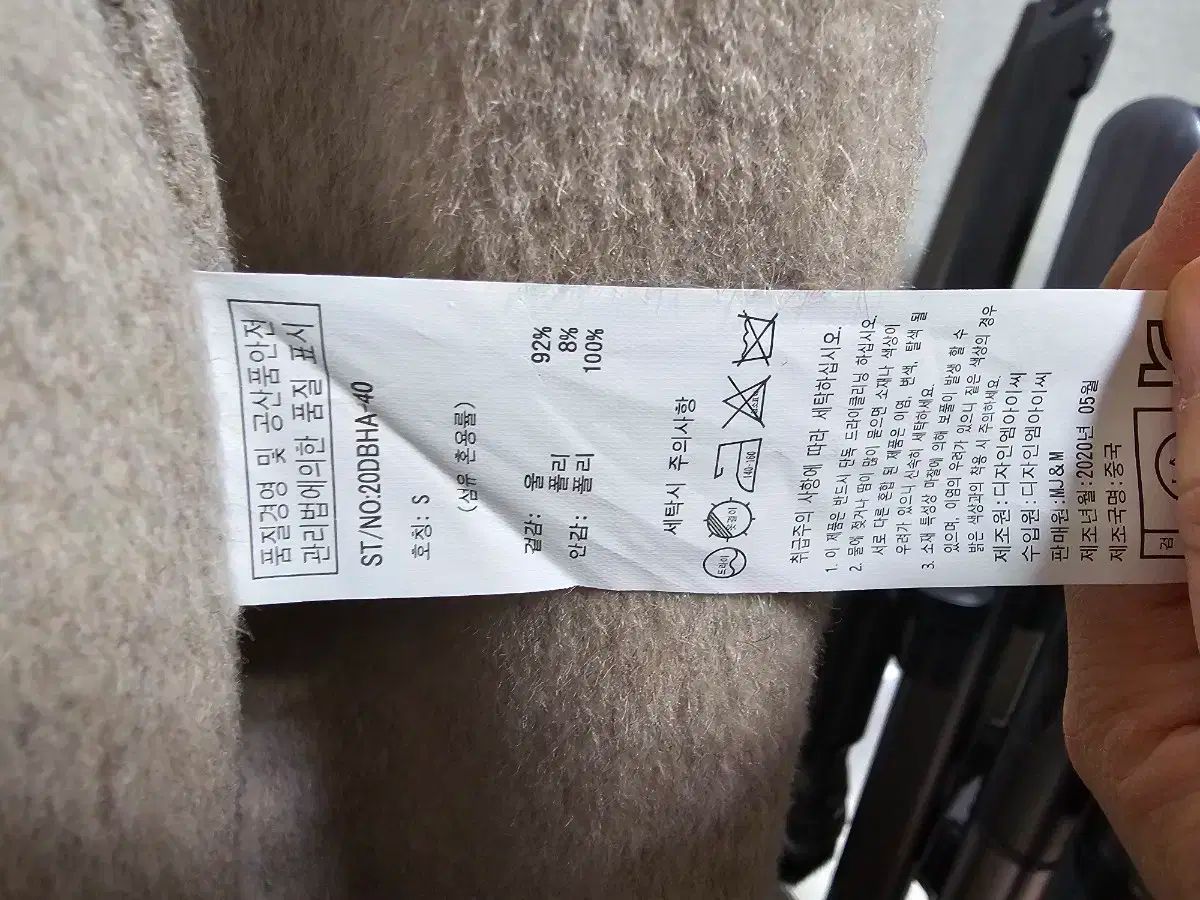 품질경영 및 공산품안전
관리법에의한 품질 표시
ST/NO:20DBHA-40
호칭: S
(섬유 혼용률)
겉감: 울 92%
폴리 8%
안감: 폴리 100%
세탁시 주의사항
드라이 옷걸이 140-160
취급주의 사항에 따라 세탁하십시오.
1. 이 제품은 반드시 단독 드라이클리닝 하십시오.
2. 물에 젖거나 땀이 많이 묻으면 소재나 색상이
서로 다른 혼합 된 제품은 이염, 변색, 탈색 될
우려가 있으니 신속히 세탁하세요.
3. 소재 특성상 마찰에 의해 보풀이 발생 할 수
있으며, 이염의 우려가 있으니 짙은 색상의 경우
밝은 색상과의 착용 시 주의하세요.
제조원:디자인엠아이씨
수입원:디자인엠아이씨
판매원:MJ&M
제조년월:2020년 05월
제조국명:중국
검